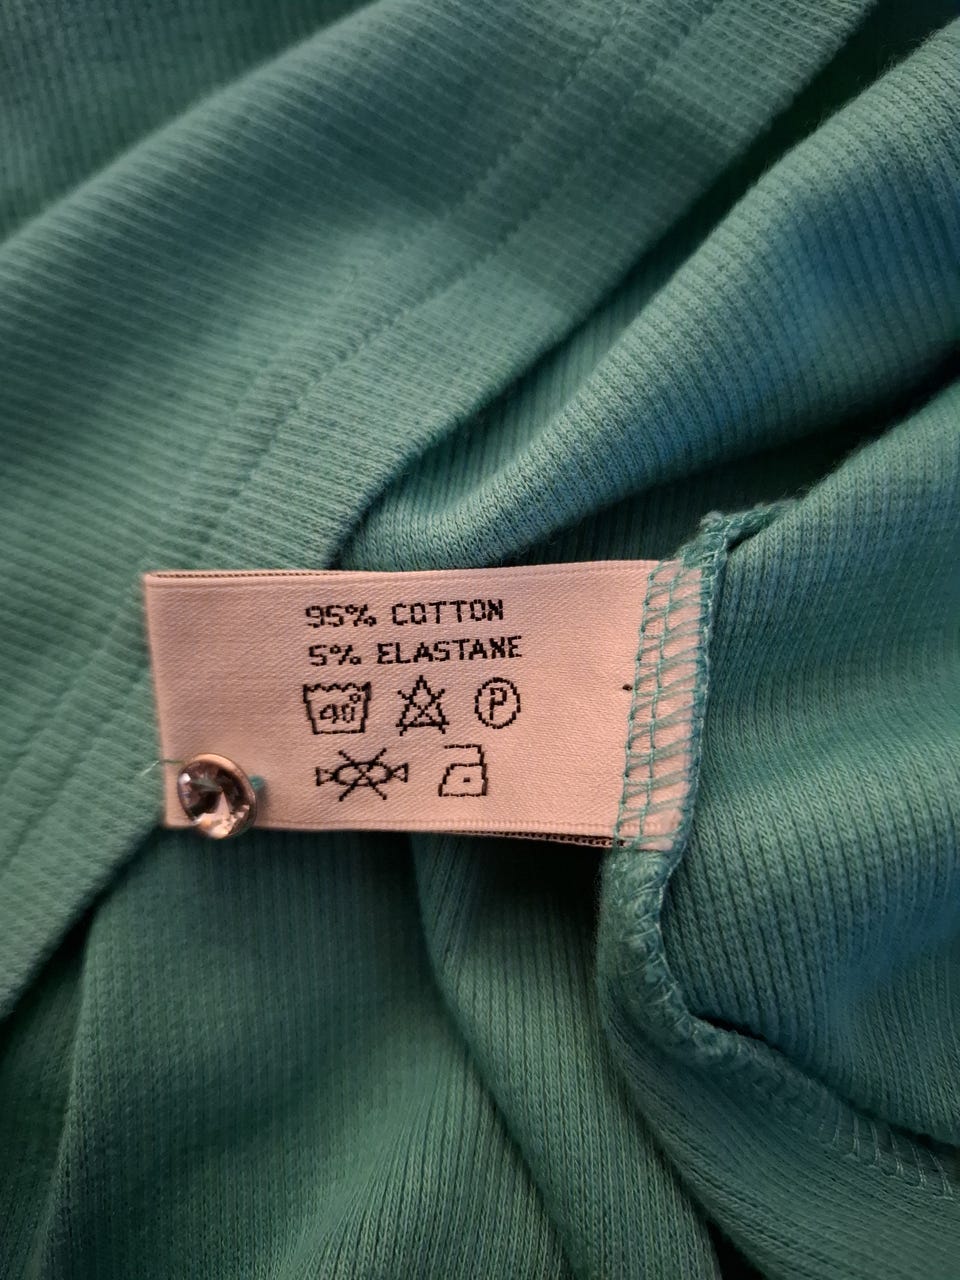 95% COTTON
5% ELASTANE
40°
P